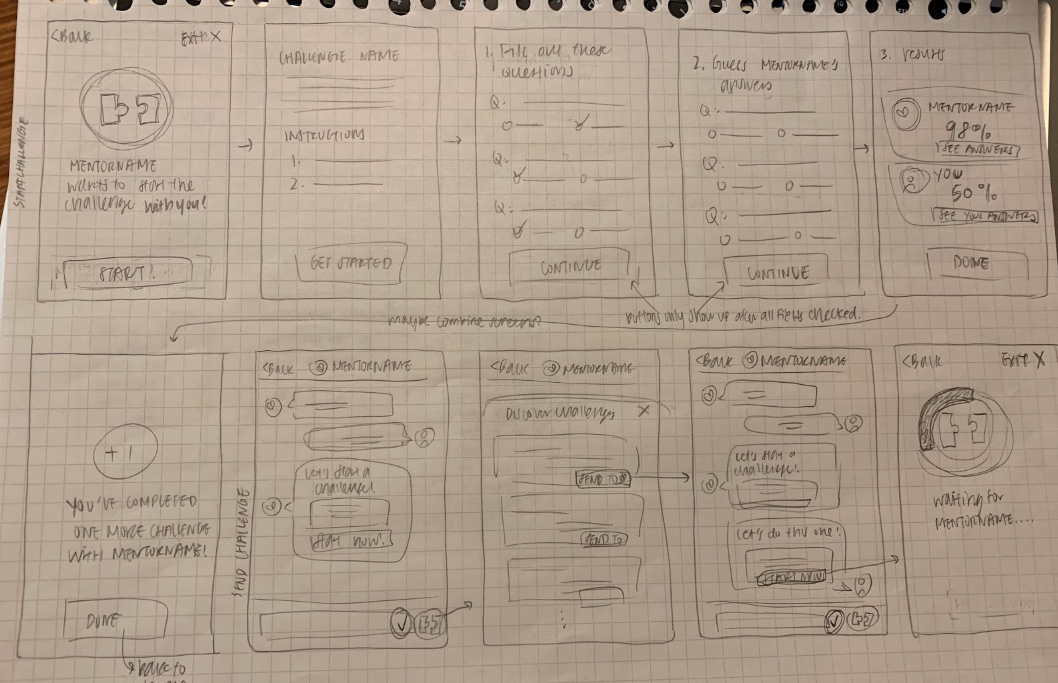 START CHALLENGE
<Back
Exit X
MENTORNAME
wants to start the
challenge with you!
START!
CHALLENGE NAME
INSTRUCTIONS
1.
2.
GET STARTED
1. Fill out these
questions
Q:
Q:
Q:
CONTINUE
2. Guess MENTORNAME's
answers
Q:
Q:
Q:
CONTINUE
3. results
MENTORNAME
98%
SEE ANSWERS
YOU
50%
SEE YOUR ANSWERS
DONE
maybe combine screens?
buttons only show up after all fields checked.
+1
YOU'VE COMPLETED
ONE MORE CHALLENGE
WITH MENTORNAME!
DONE
back to
SEND CHALLENGE
<Back
MENTORNAME
Let's start a
challenge!
start now!
<Back
MENTORNAME
Discover challenges
X
SEND TO
SEND TO
<Back
MENTORNAME
Let's start a
challenge!
Let's do this one!
START NOW
<Back
Exit X
waiting for
MENTORNAME....